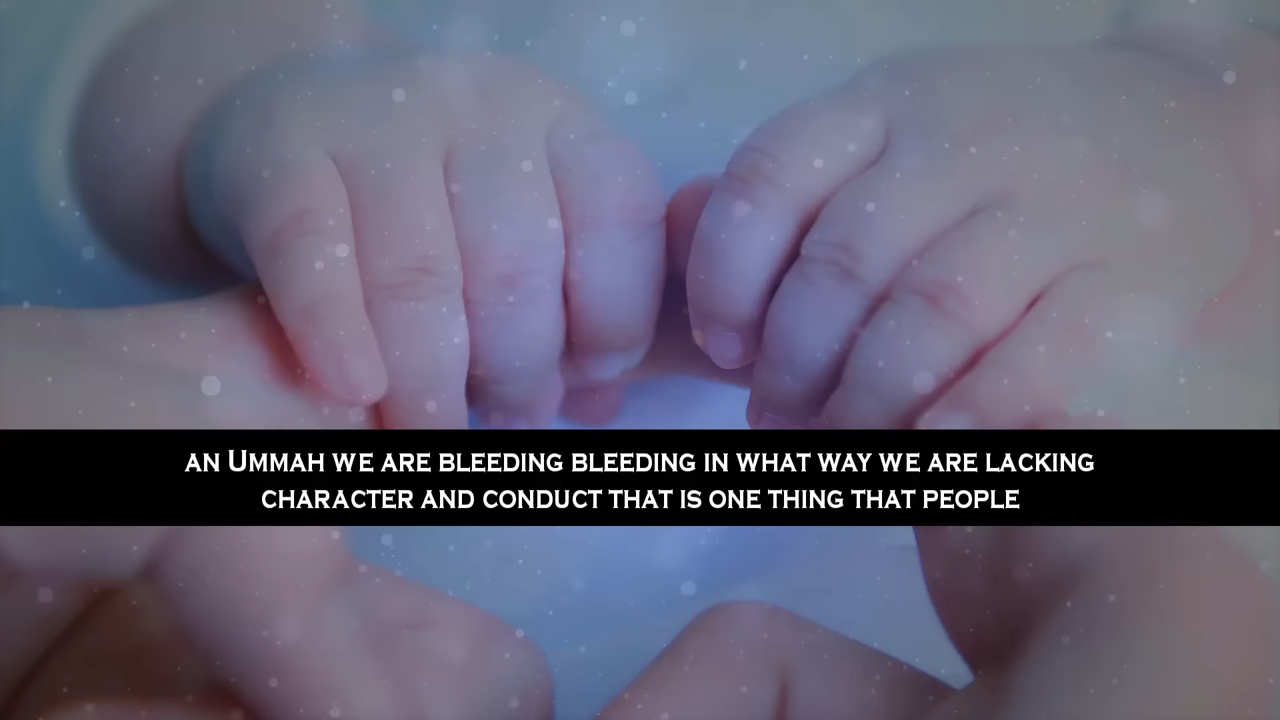 an Ummah we are bleeding bleeding in what way we are lacking
character and conduct that is one thing that people